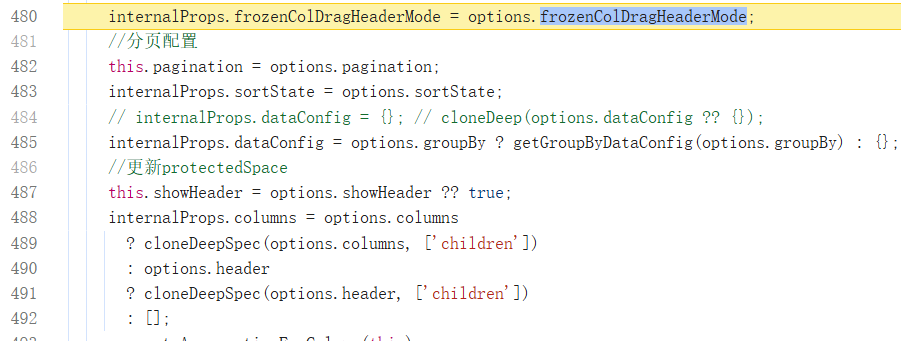 480 internalProps.frozenColDragHeaderMode = options.frozenColDragHeaderMode;
481 //分页配置
482 this.pagination = options.pagination;
483 internalProps.sortState = options.sortState;
484 // internalProps.dataConfig = {}; // cloneDeep(options.dataConfig ?? {});
485 internalProps.dataConfig = options.groupBy ? getGroupByDataConfig(options.groupBy) : {};
486 //更新protectedSpace
487 this.showHeader = options.showHeader ?? true;
488 internalProps.columns = options.columns
489 ? cloneDeepSpec(options.columns, ['children'])
490 : options.header
491 ? cloneDeepSpec(options.header, ['children'])
492 : [];